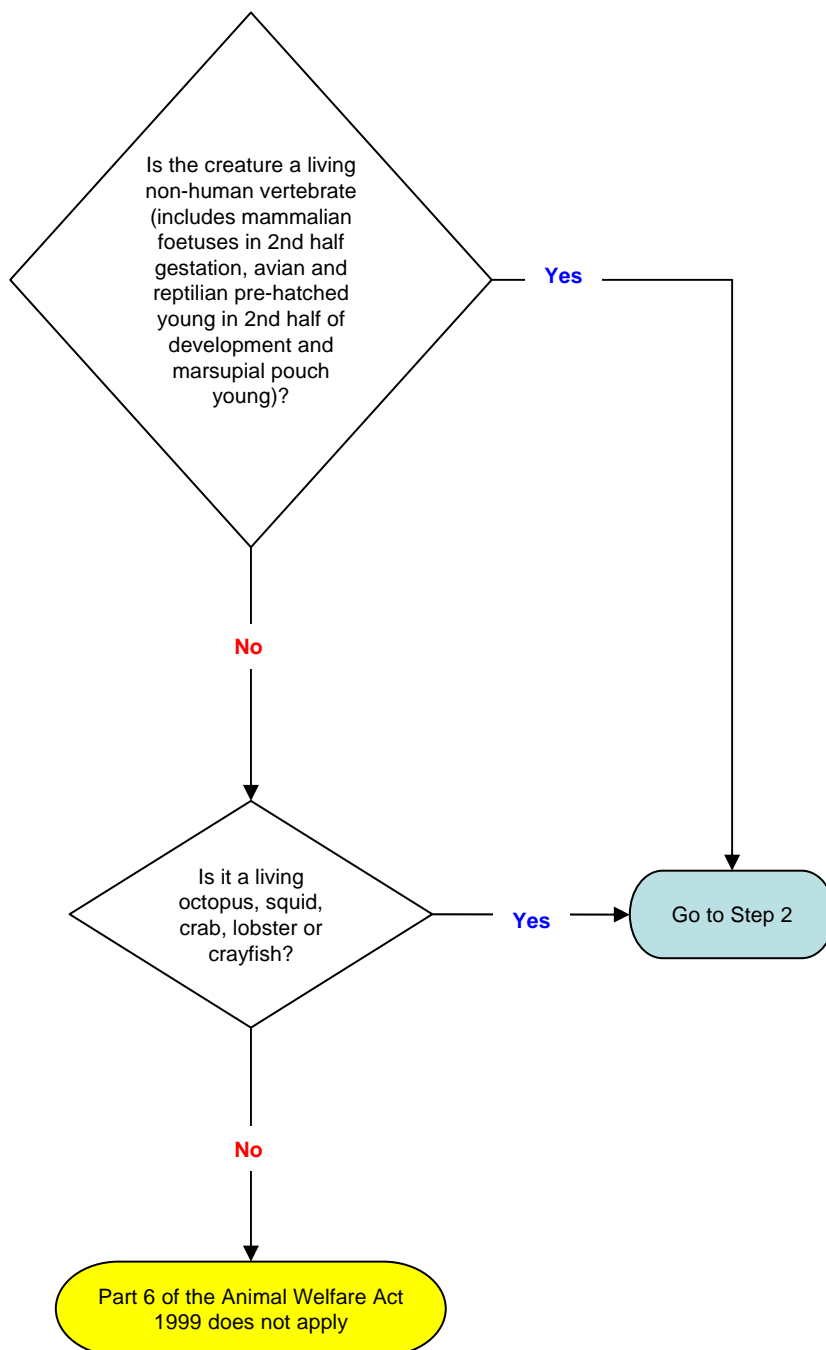 Is the creature a living
non-human vertebrate
(includes mammalian
foetuses in 2nd half
gestation, avian and
reptilian pre-hatched
young in 2nd half of
development and
marsupial pouch
young)?
Yes
No
Is it a living
octopus, squid,
crab, lobster or
crayfish?
Yes
Go to Step 2
No
Part 6 of the Animal Welfare Act
1999 does not apply